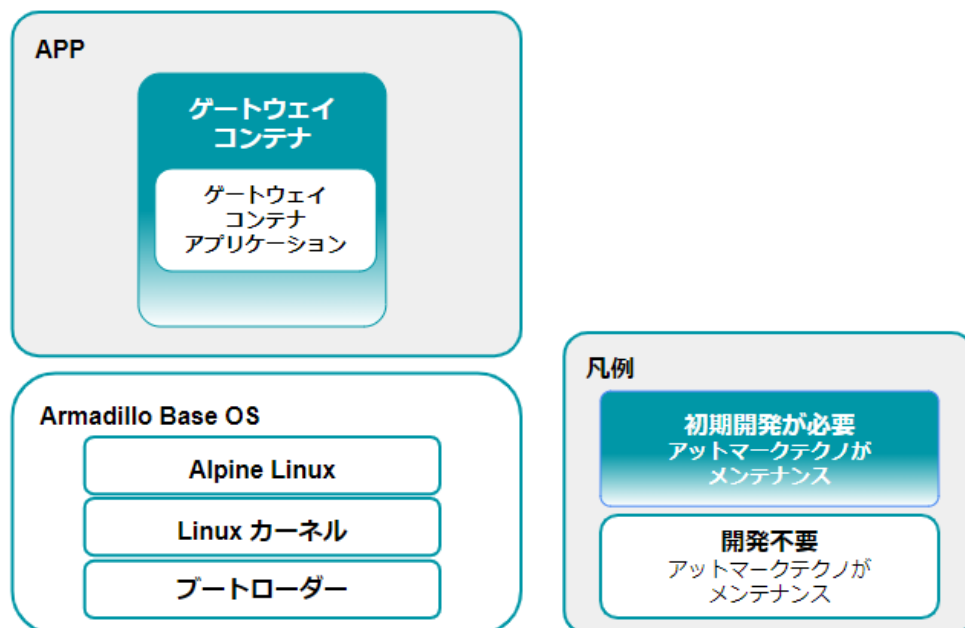 APP
ゲートウェイ
コンテナ
ゲートウェイ
コンテナ
アプリケーション
Armadillo Base OS
Alpine Linux
Linux カーネル
ブートローダー
凡例
初期開発が必要
アットマークテクノが
メンテナンス
開発不要
アットマークテクノが
メンテナンス